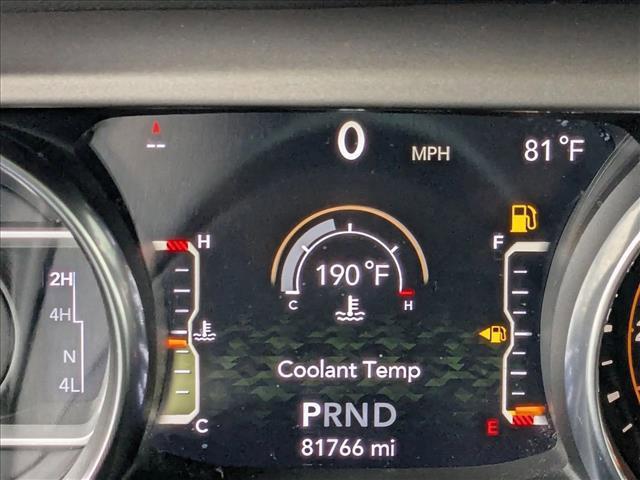 0 MPH 81°F
--
H F
2H 190°F
C H
4H
N
4L
Coolant Temp
C E
PRND
81766 mi